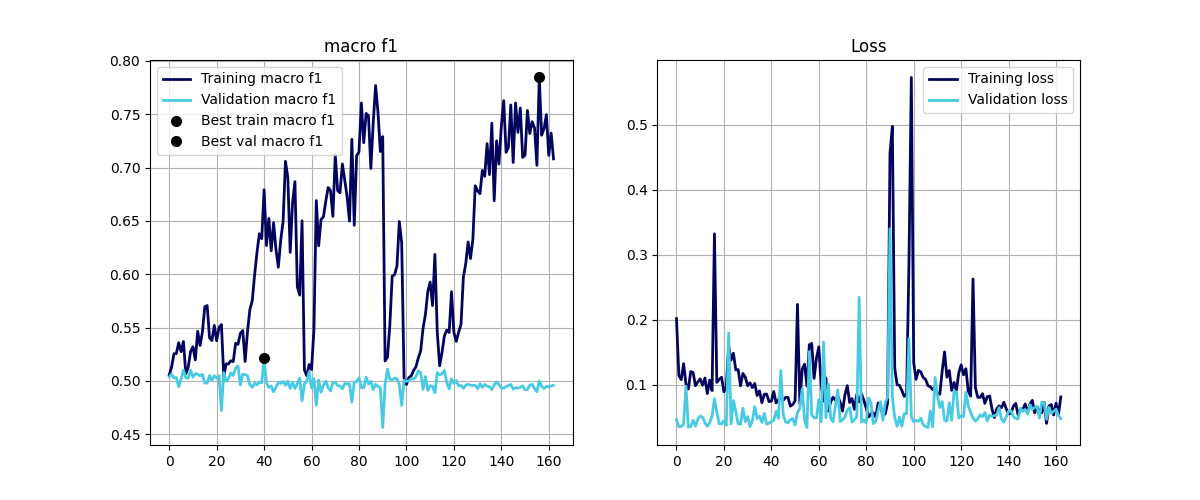 macro f1
Training macro f1
Validation macro f1
Best train macro f1
Best val macro f1
0.80
0.75
0.70
0.65
0.60
0.55
0.50
0.45
0 20 40 60 80 100 120 140 160
Loss
Training loss
Validation loss
0.5
0.4
0.3
0.2
0.1
0 20 40 60 80 100 120 140 160